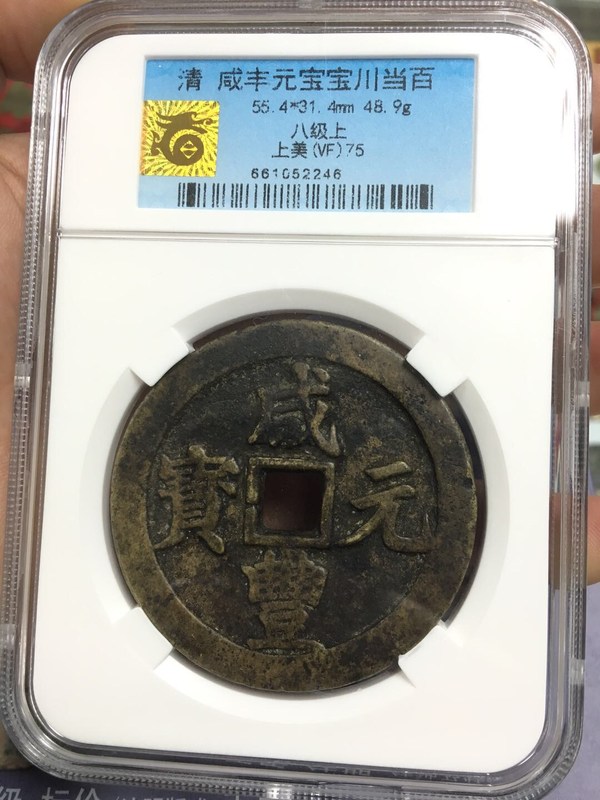 清 咸丰元宝宝川当百
55.4*31.4mm 48.9g
八级上
上美(VF)75
661052246
咸
寳 元
豐